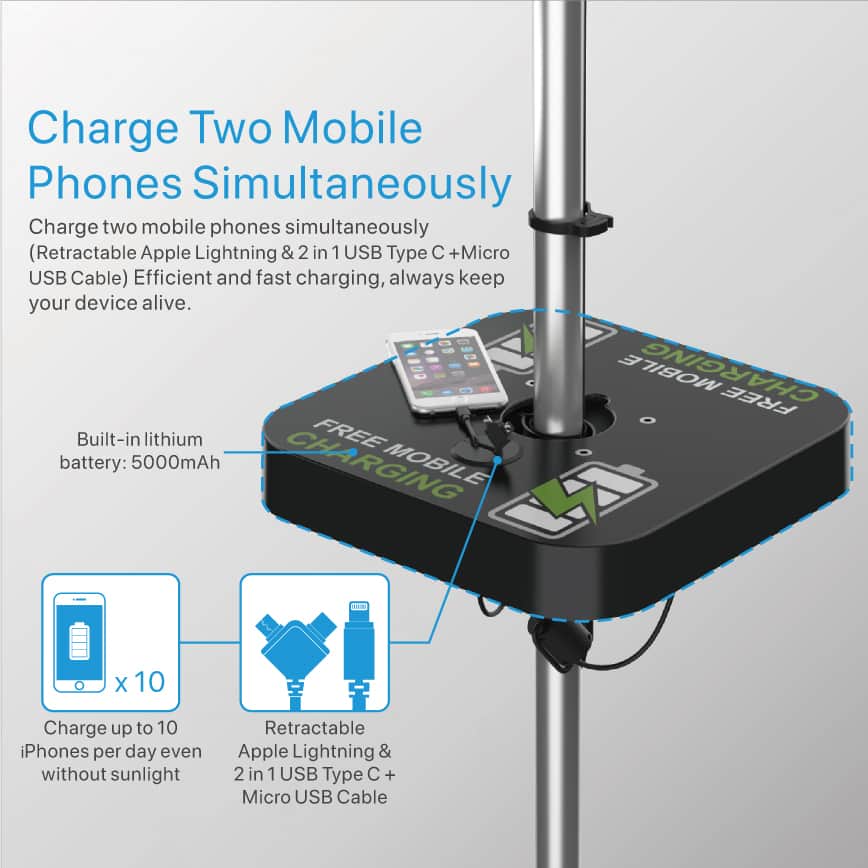 Charge Two Mobile
Phones Simultaneously
Charge two mobile phones simultaneously
(Retractable Apple Lightning & 2 in 1 USB Type C +Micro
USB Cable) Efficient and fast charging, always keep
your device alive.
FREE MOBILE
CHARGING
Built-in lithium
battery: 5000mAh
FREE MOBILE
CHARGING
x 10
Charge up to 10
iPhones per day even
without sunlight
Retractable
Apple Lightning &
2 in 1 USB Type C +
Micro USB Cable